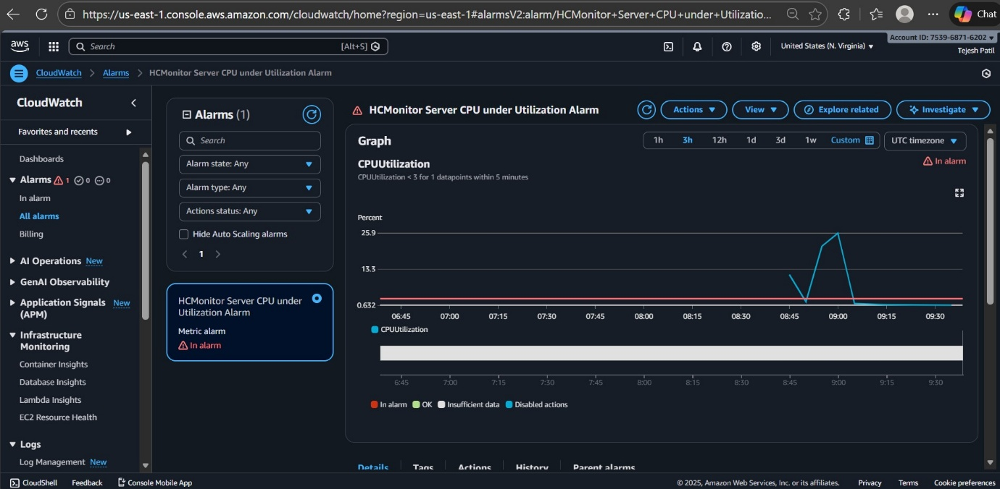 https://us-east-1.console.aws.amazon.com/cloudwatch/home?region=us-east-1#alarmsV2:alarm/HCMonitor+Server+CPU+under+Utilizatio...
Chat
aws
Search
[Alt+S]
United States (N. Virginia)
Account ID: 7539-6871-6202
Tejesh Patil
CloudWatch
Alarms
HCMonitor Server CPU under Utilization Alarm
CloudWatch
Favorites and recents
Dashboards
Alarms 1 0 0
In alarm
All alarms
Billing
AI Operations New
GenAI Observability
Application Signals New
(APM)
Infrastructure
Monitoring
Container Insights
Database Insights
Lambda Insights
EC2 Resource Health
Logs
Log Management New
Alarms (1)
Search
Alarm state: Any
Alarm type: Any
Actions status: Any
Hide Auto Scaling alarms
1
HCMonitor Server CPU under
Utilization Alarm
Metric alarm
In alarm
HCMonitor Server CPU under Utilization Alarm
Actions
View
Explore related
Investigate
Graph
1h 3h 12h 1d 3d 1w Custom
UTC timezone
CPUUtilization
In alarm
CPUUtilization < 3 for 1 datapoints within 5 minutes
Percent
25.9
13.3
0.632
06:45 07:00 07:15 07:30 07:45 08:00 08:15 08:30 08:45 09:00 09:15 09:30
CPUUtilization
6:45 7:00 7:15 7:30 7:45 8:00 8:15 8:30 8:45 9:00 9:15 9:30
In alarm OK Insufficient data Disabled actions
Details Tags Actions History Parent alarms
CloudShell Feedback Console Mobile App
© 2025, Amazon Web Services, Inc. or its affiliates. Privacy Terms Cookie preferences